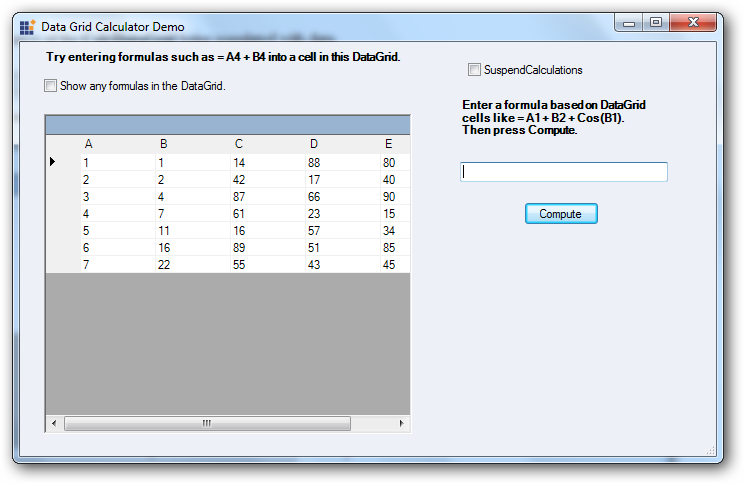 Data Grid Calculator Demo
Try entering formulas such as = A4 + B4 into a cell in this DataGrid.
Show any formulas in the DataGrid.
A B C D E
1 1 14 88 80
2 2 42 17 40
3 4 87 66 90
4 7 61 23 15
5 11 16 57 34
6 16 89 51 85
7 22 55 43 45
SuspendCalculations
Enter a formula based on DataGrid
cells like = A1 + B2 + Cos(B1).
Then press Compute.
Compute